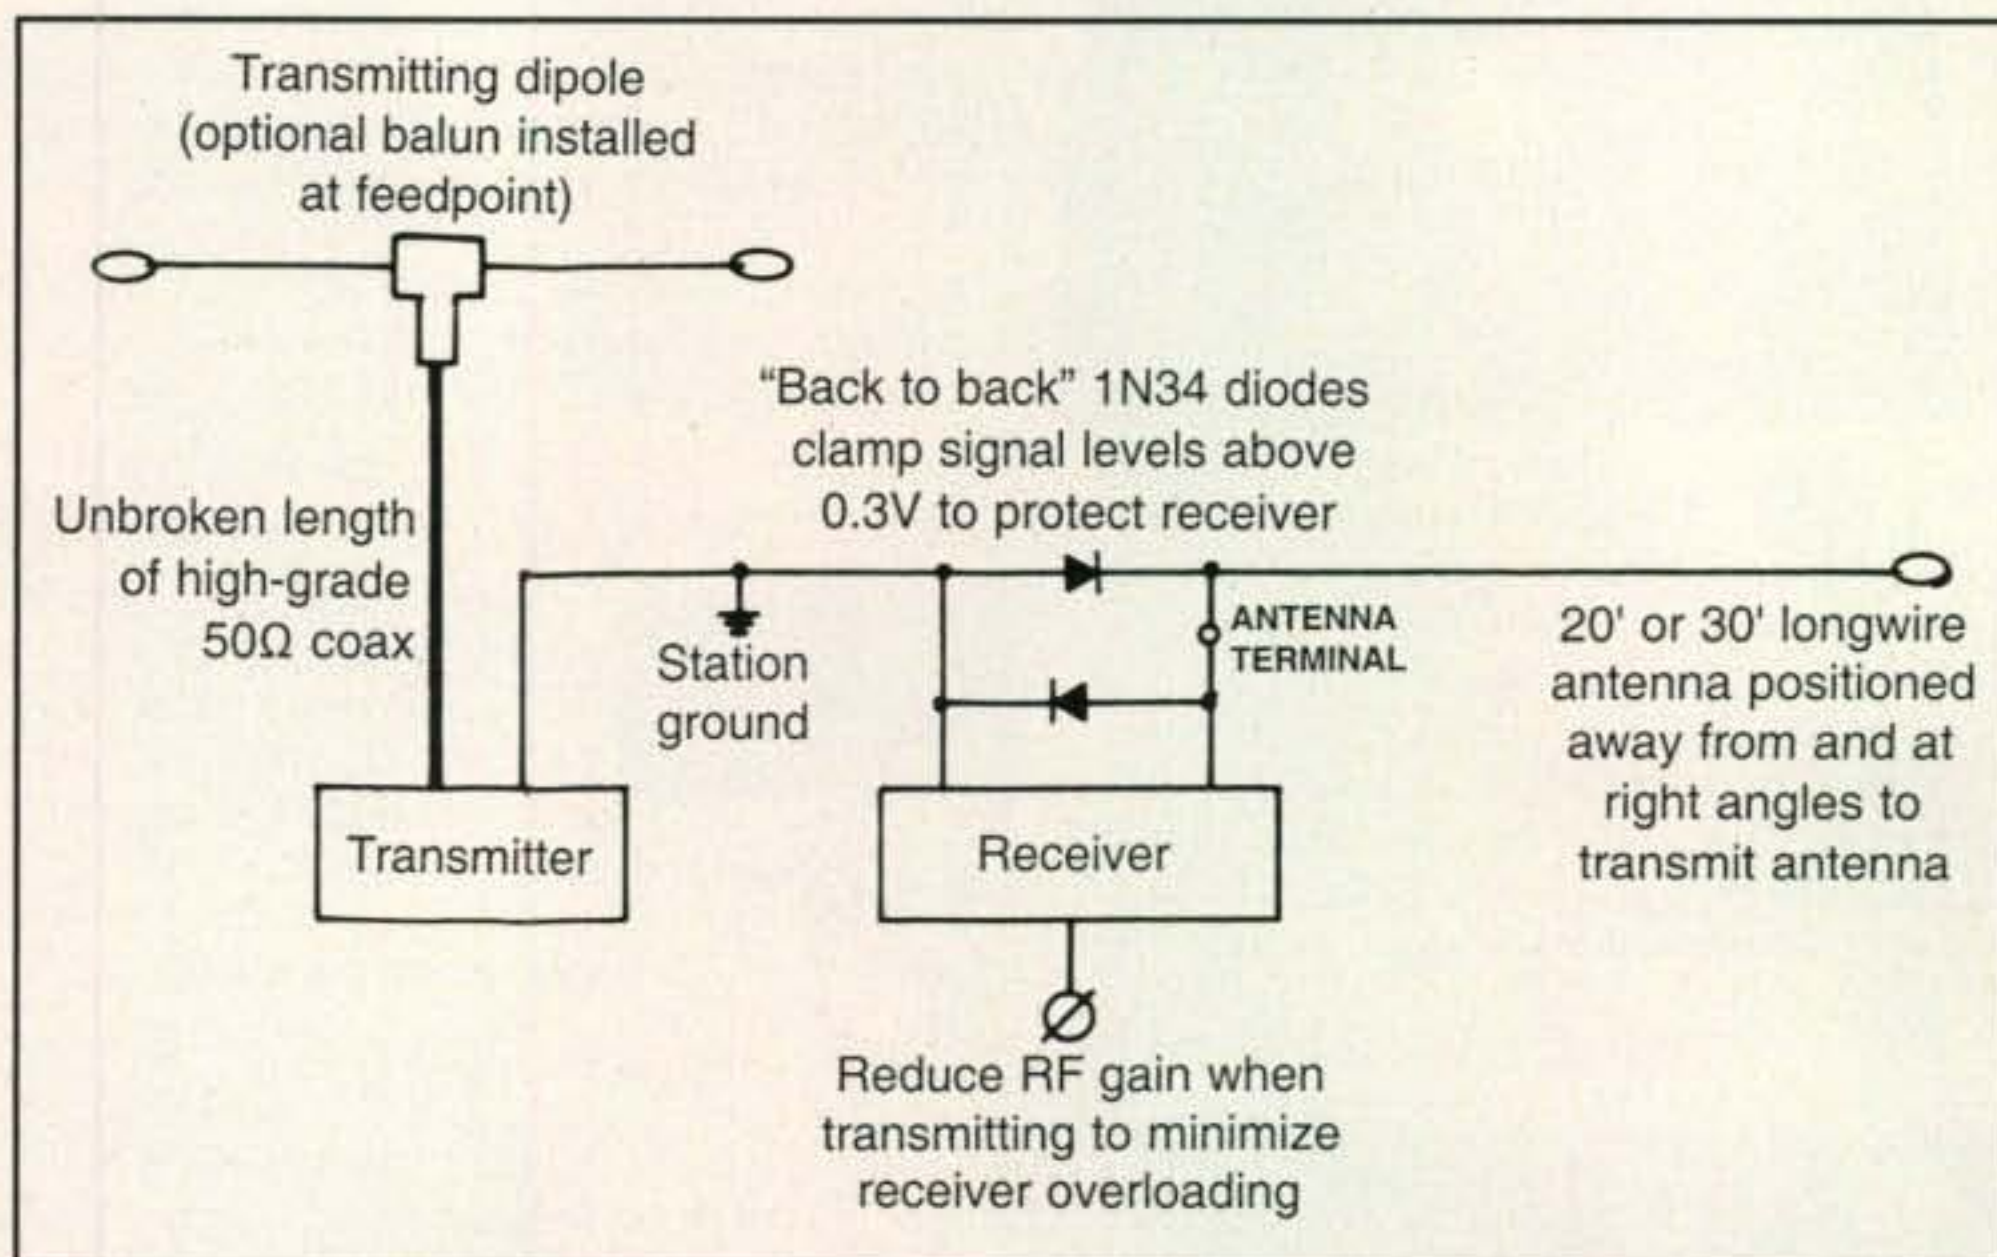 Transmitting dipole
(optional balun installed
at feedpoint)
Unbroken length
of high-grade
50Ω coax
“Back to back” 1N34 diodes
clamp signal levels above
0.3V to protect receiver
Station
ground
ANTENNA
TERMINAL
20' or 30' longwire
antenna positioned
away from and at
right angles to
transmit antenna
Transmitter
Receiver
Reduce RF gain when
transmitting to minimize
receiver overloading